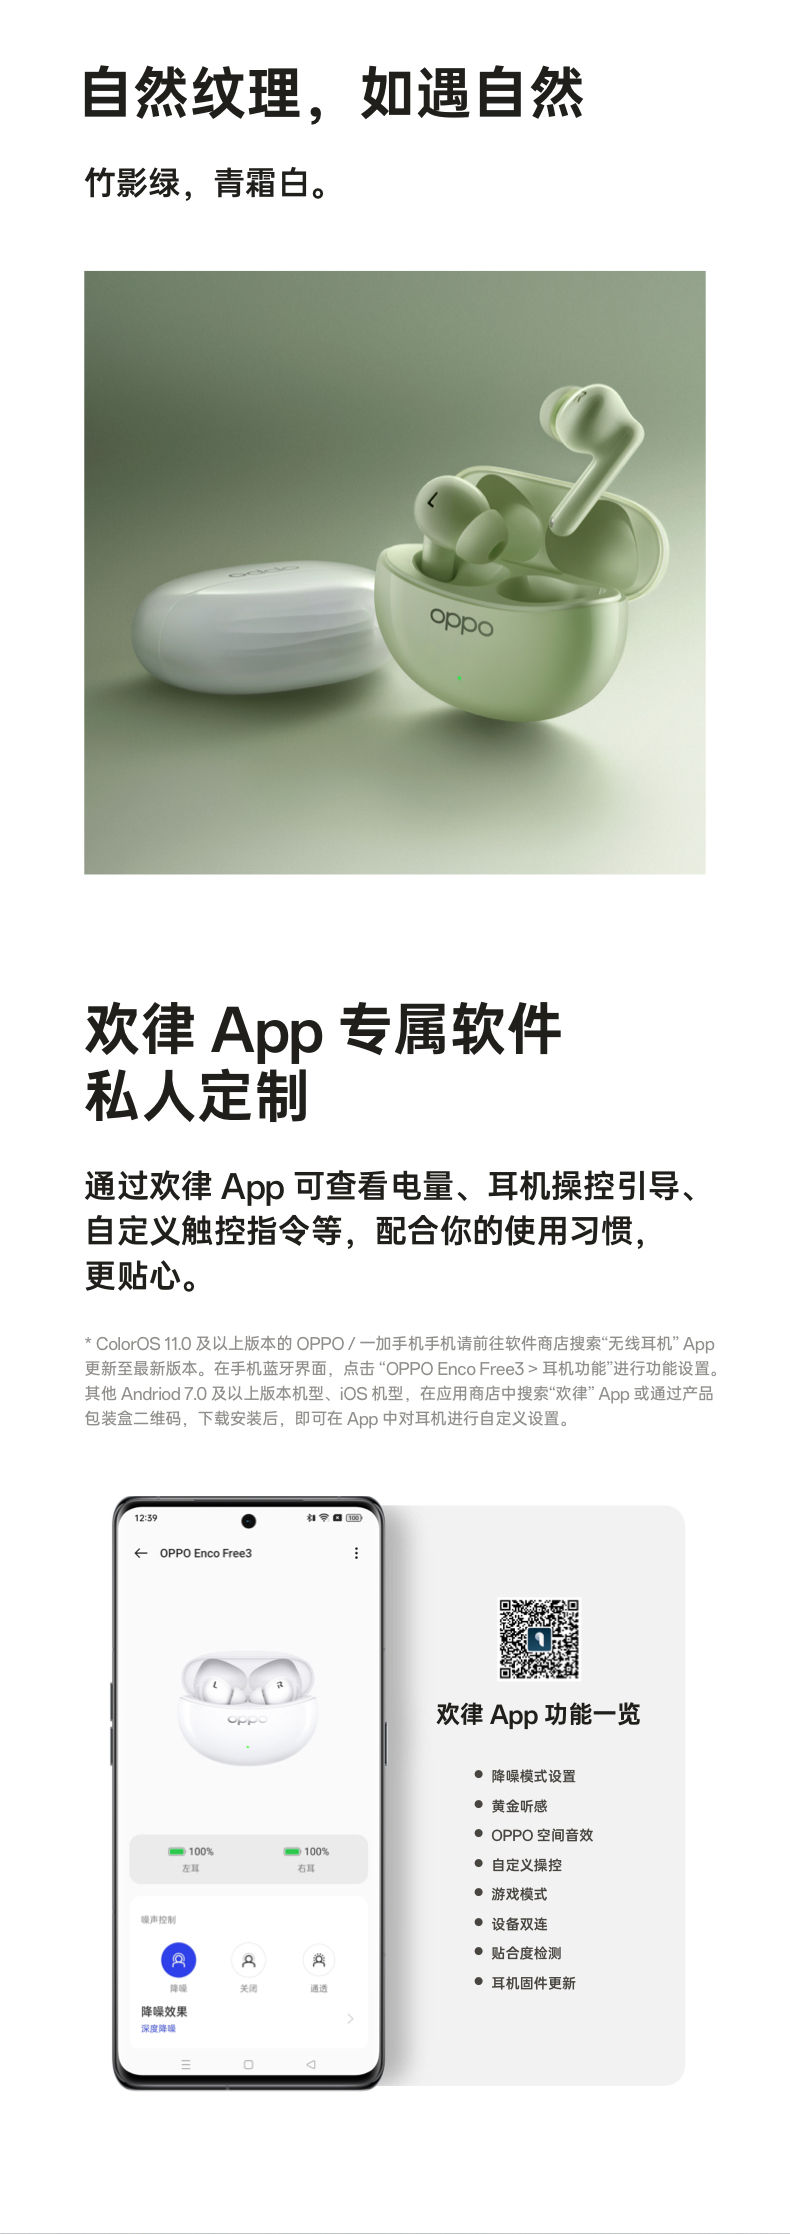 自然纹理，如遇自然
竹影绿，青霜白。
oppo
L
oppo
欢律 App 专属软件
私人定制
通过欢律 App 可查看电量、耳机操控引导、
自定义触控指令等，配合你的使用习惯，
更贴心。
* ColorOS 11.0 及以上版本的 OPPO / 一加手机手机请前往软件商店搜索“无线耳机” App
更新至最新版本。在手机蓝牙界面，点击 “OPPO Enco Free3 > 耳机功能”进行功能设置。
其他 Andriod 7.0 及以上版本机型、iOS 机型，在应用商店中搜索“欢律” App 或通过产品
包装盒二维码，下载安装后，即可在 App 中对耳机进行自定义设置。
12:39
100
OPPO Enco Free3
L
R
oppo
100%
100%
左耳
右耳
噪声控制
降噪
关闭
通透
降噪效果
深度降噪
欢律 App 功能一览
降噪模式设置
黄金听感
OPPO 空间音效
自定义操控
游戏模式
设备双连
贴合度检测
耳机固件更新